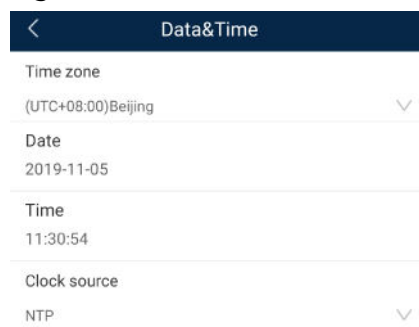 Data&Time
Time zone
(UTC+08:00)Beijing
Date
2019-11-05
Time
11:30:54
Clock source
NTP